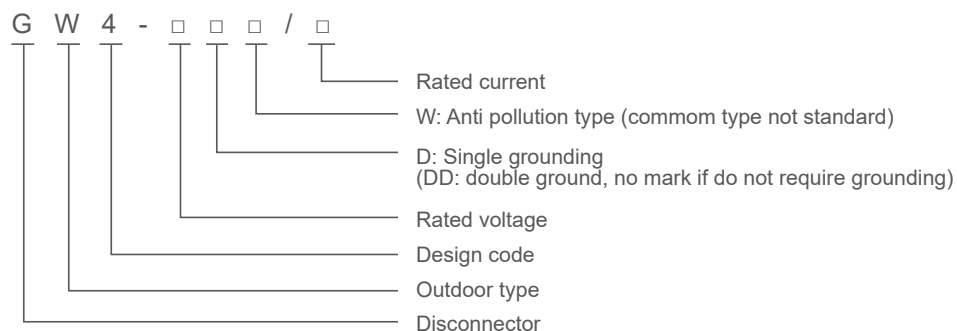 G W 4 - □ □ □ / □
Rated current
W: Anti pollution type (commom type not standard)
D: Single grounding
(DD: double ground, no mark if do not require grounding)
Rated voltage
Design code
Outdoor type
Disconnector